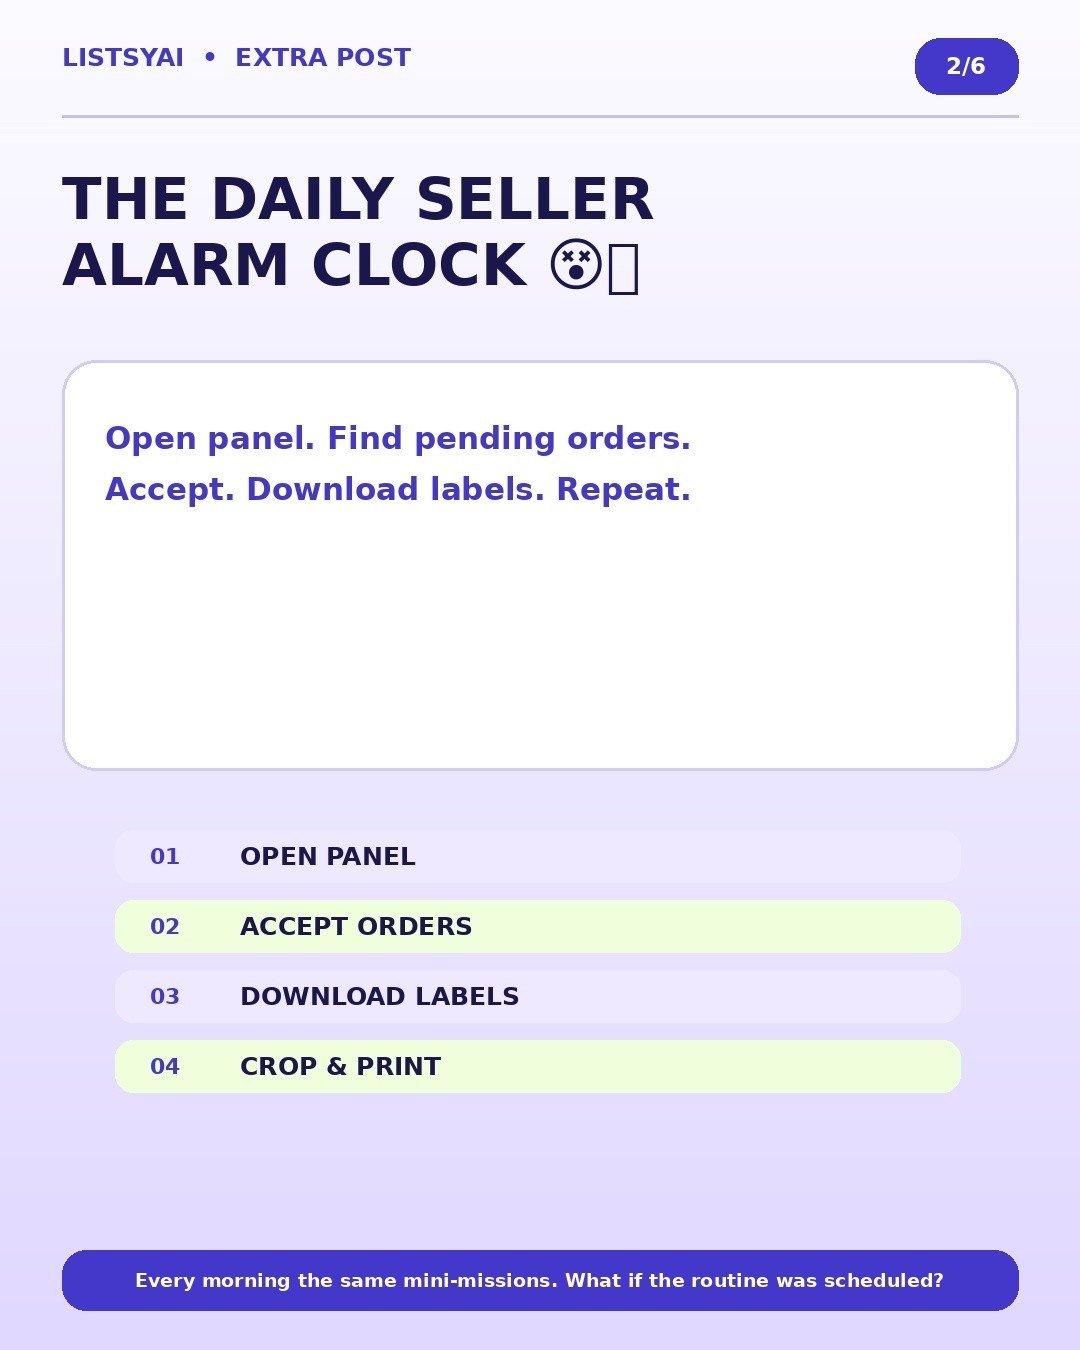 LISTSYAI • EXTRA POST
2/6
THE DAILY SELLER
ALARM CLOCK 😵
Open panel. Find pending orders.
Accept. Download labels. Repeat.
01 OPEN PANEL
02 ACCEPT ORDERS
03 DOWNLOAD LABELS
04 CROP & PRINT
Every morning the same mini-missions. What if the routine was scheduled?